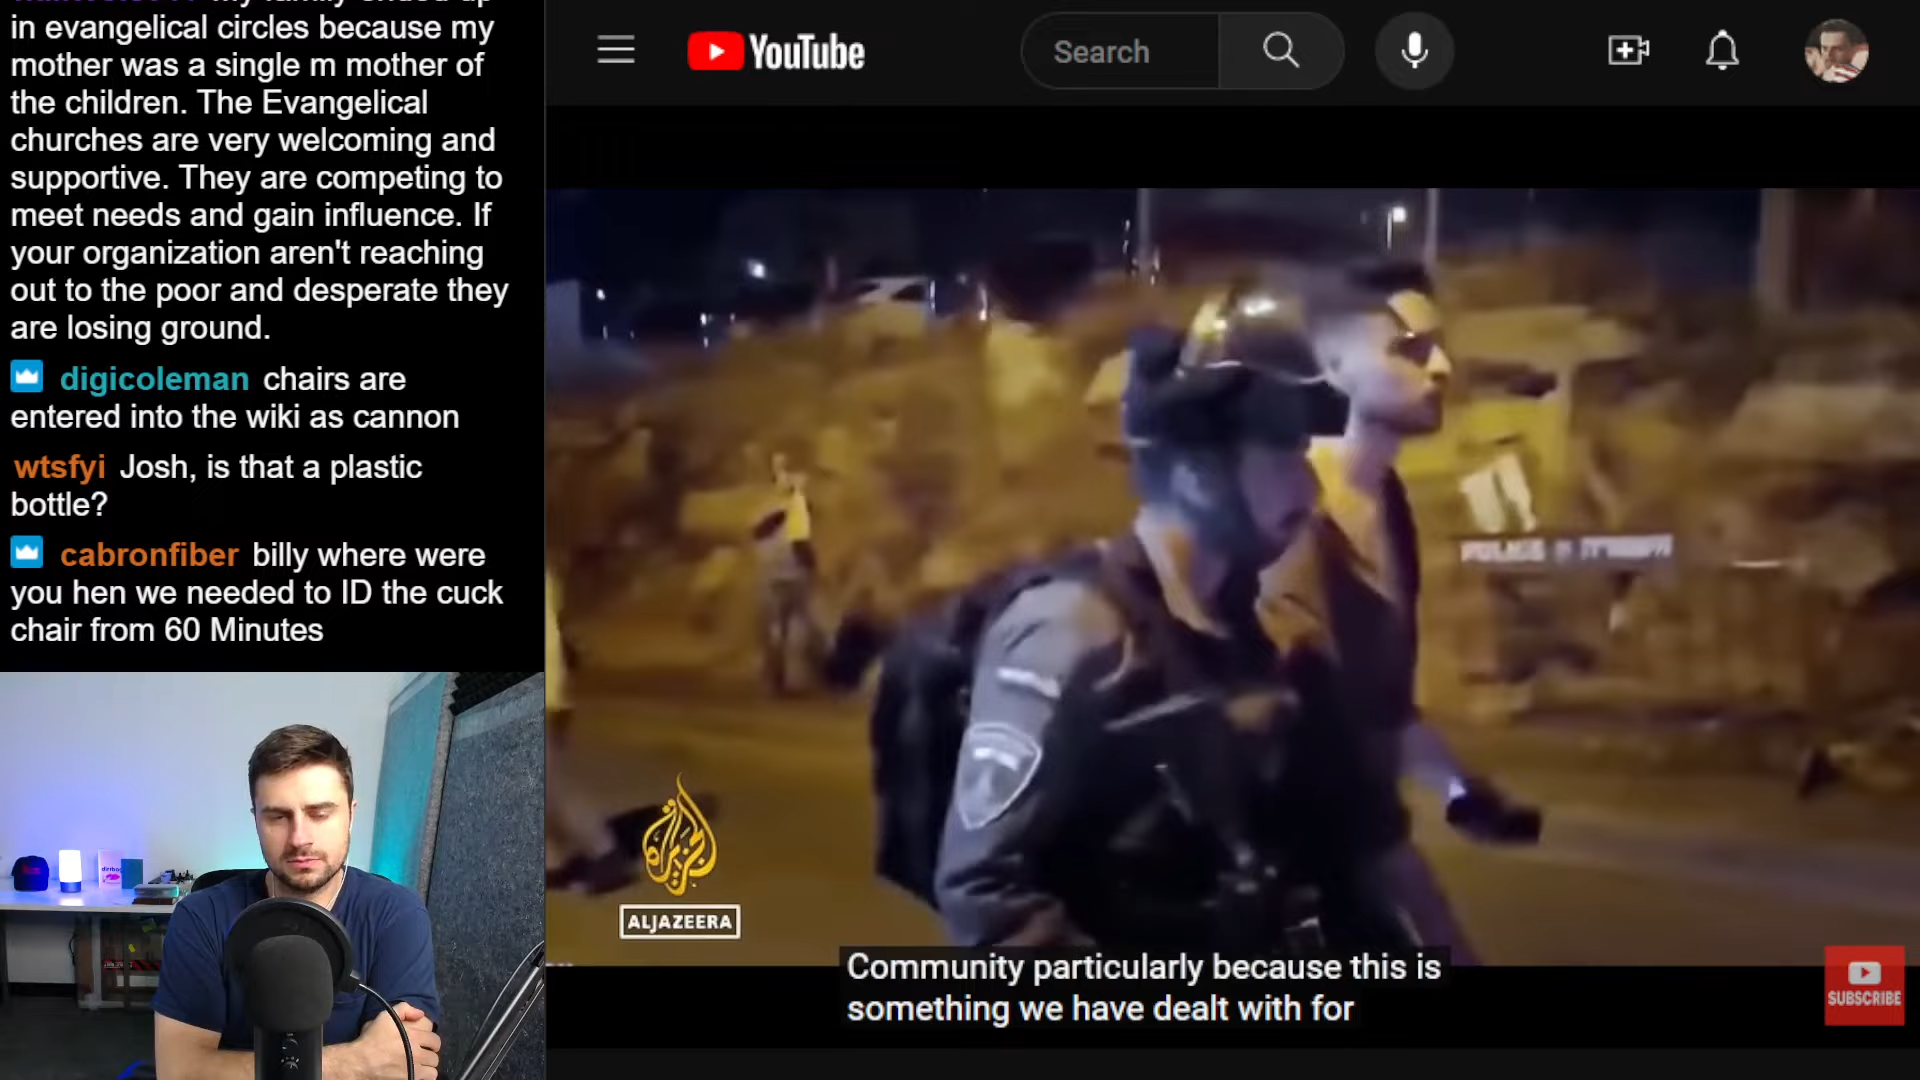 in evangelical circles because my
mother was a single m mother of
the children. The Evangelical
churches are very welcoming and
supportive. They are competing to
meet needs and gain influence. If
your organization aren't reaching
out to the poor and desperate they
are losing ground.
digicoleman chairs are
entered into the wiki as cannon
wtsfyi Josh, is that a plastic
bottle?
cabronfiber billy where were
you hen we needed to ID the cuck
chair from 60 Minutes
YouTube
Search
ALJAZEERA
Community particularly because this is
something we have dealt with for
SUBSCRIBE